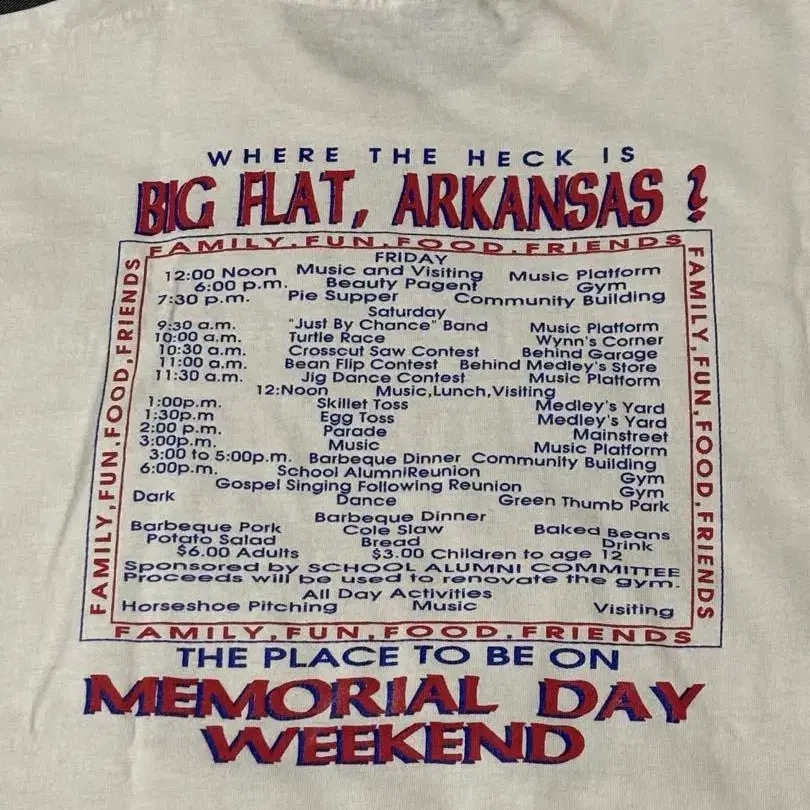 WHERE THE HECK IS
BIG FLAT, ARKANSAS ?
FAMILY, FUN, FOOD, FRIENDS
FAMILY, FUN, FOOD, FRIENDS
FAMILY, FUN, FOOD, FRIENDS
FRIDAY
12:00 Noon Music and Visiting Music Platform
6:00 p.m. Beauty Pagent Gym
7:30 p.m. Pie Supper Community Building
Saturday
9:30 a.m. "Just By Chance" Band Music Platform
10:00 a.m. Turtle Race Wynn's Corner
10:30 a.m. Crosscut Saw Contest Behind Garage
11:00 a.m. Bean Flip Contest Behind Medley's Store
11:30 a.m. Jig Dance Contest Music Platform
12:Noon Music,Lunch,Visiting
1:00p.m. Skillet Toss Medley's Yard
1:30p.m Egg Toss Medley's Yard
2:00 p.m. Parade Mainstreet
3:00p.m. Music Music Platform
3:00 to 5:00p.m. Barbeque Dinner Community Building
6:00p.m. School AlumniReunion Gym
Gospel Singing Following Reunion Gym
Dark Dance Green Thumb Park
Barbeque Dinner
Barbeque Pork Cole Slaw Baked Beans
Potato Salad Bread Drink
$6.00 Adults $3.00 Children to age 12
Sponsored by SCHOOL ALUMNI COMMITTEE
Proceeds will be used to renovate the gym.
All Day Activities
Horseshoe Pitching Music Visiting
FAMILY, FUN, FOOD, FRIENDS
THE PLACE TO BE ON
MEMORIAL DAY
WEEKEND